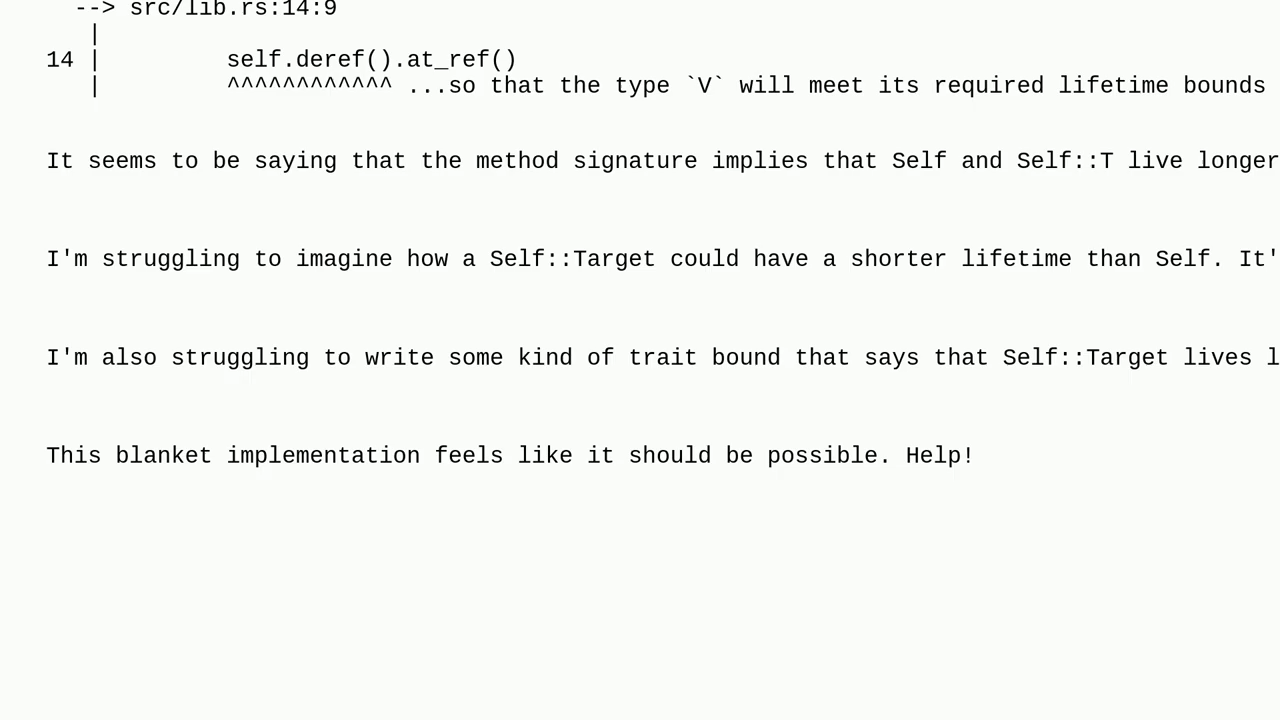 --> src/lib.rs:14:9
|
14 | self.deref().at_ref()
| ^^^^^^^^^^^^ ...so that the type `V` will meet its required lifetime bounds
It seems to be saying that the method signature implies that Self and Self::T live longer
I'm struggling to imagine how a Self::Target could have a shorter lifetime than Self. It'
I'm also struggling to write some kind of trait bound that says that Self::Target lives l
This blanket implementation feels like it should be possible. Help!